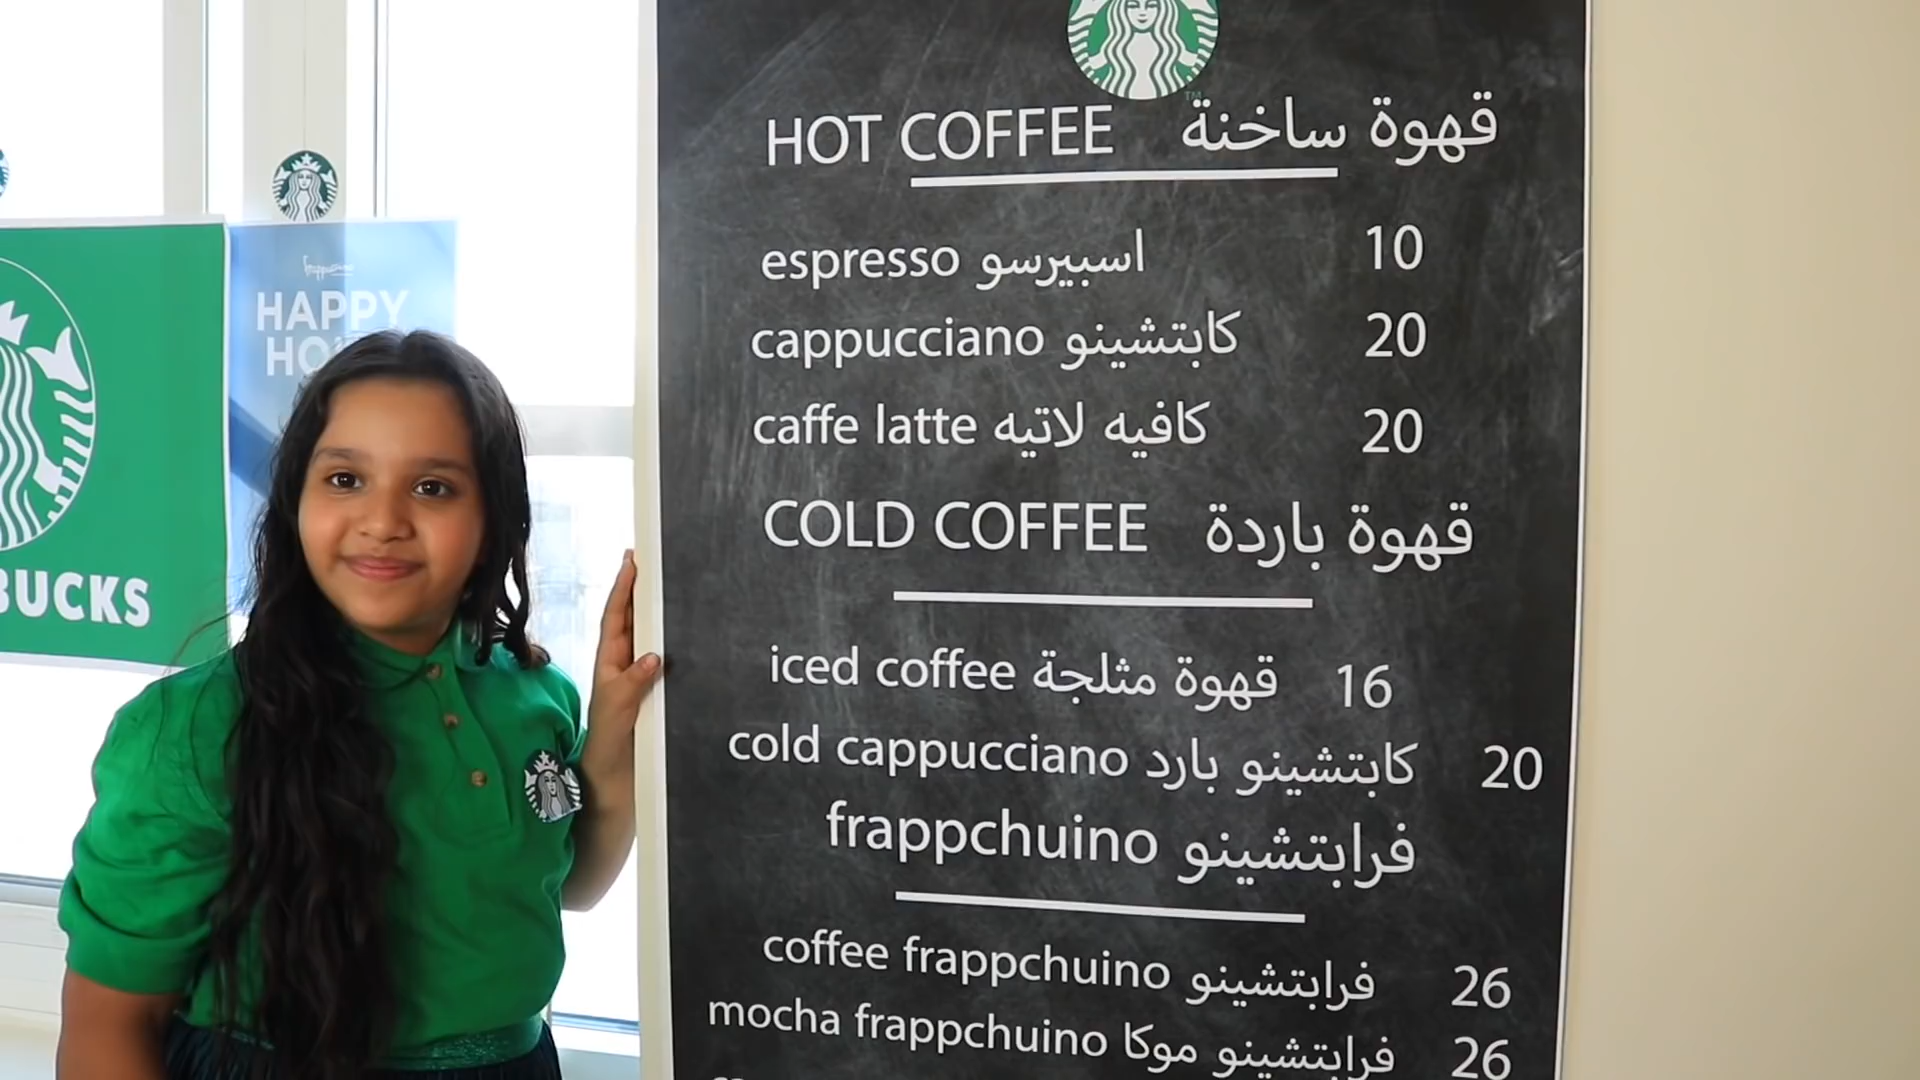 HOT COFFEE قهوة ساخنة
espresso اسبيرسو 10
cappucciano كابتشينو 20
caffe latte كافيه لاتيه 20
COLD COFFEE قهوة باردة
iced coffee قهوة مثلجة 16
cold cappucciano كابتشينو بارد 20
frappchuino فرابتشينو
coffee frappchuino فرابتشينو 26
mocha frappchuino فرابتشينو موكا 26
frappuccino
HAPPY
HO
BUCKS
TM